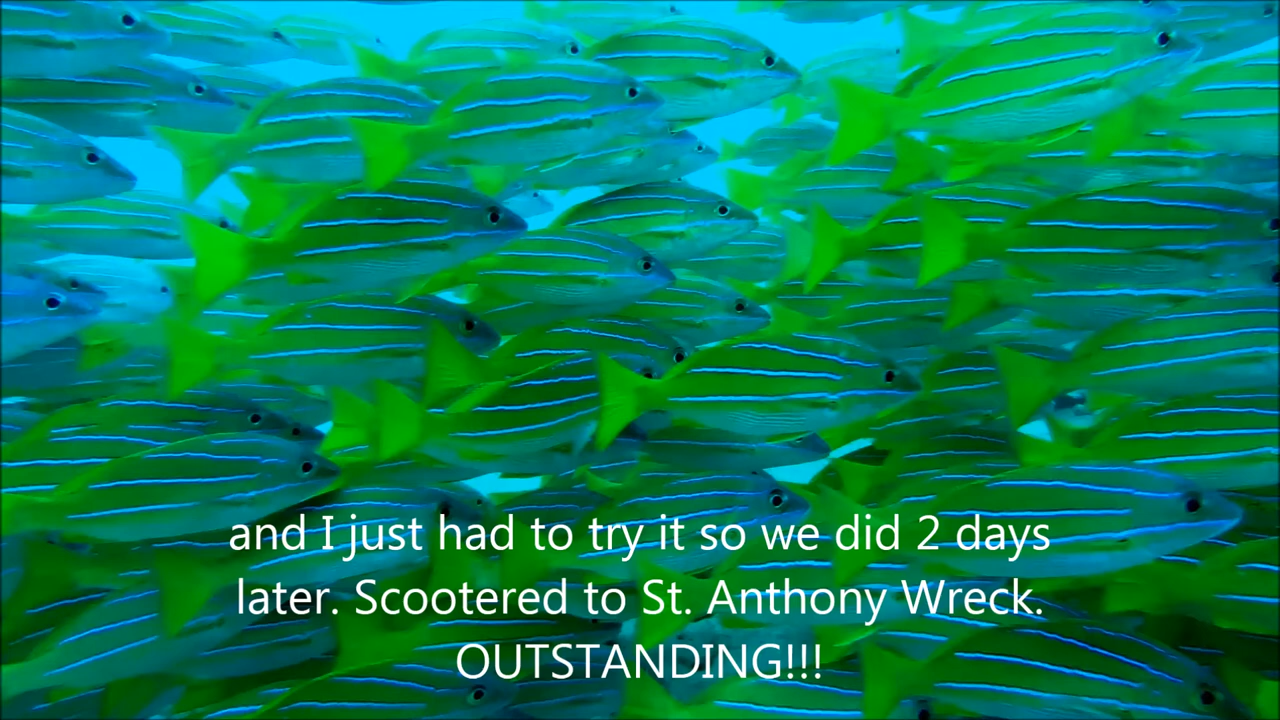 and I just had to try it so we did 2 days
later. Scootered to St. Anthony Wreck.
OUTSTANDING!!!